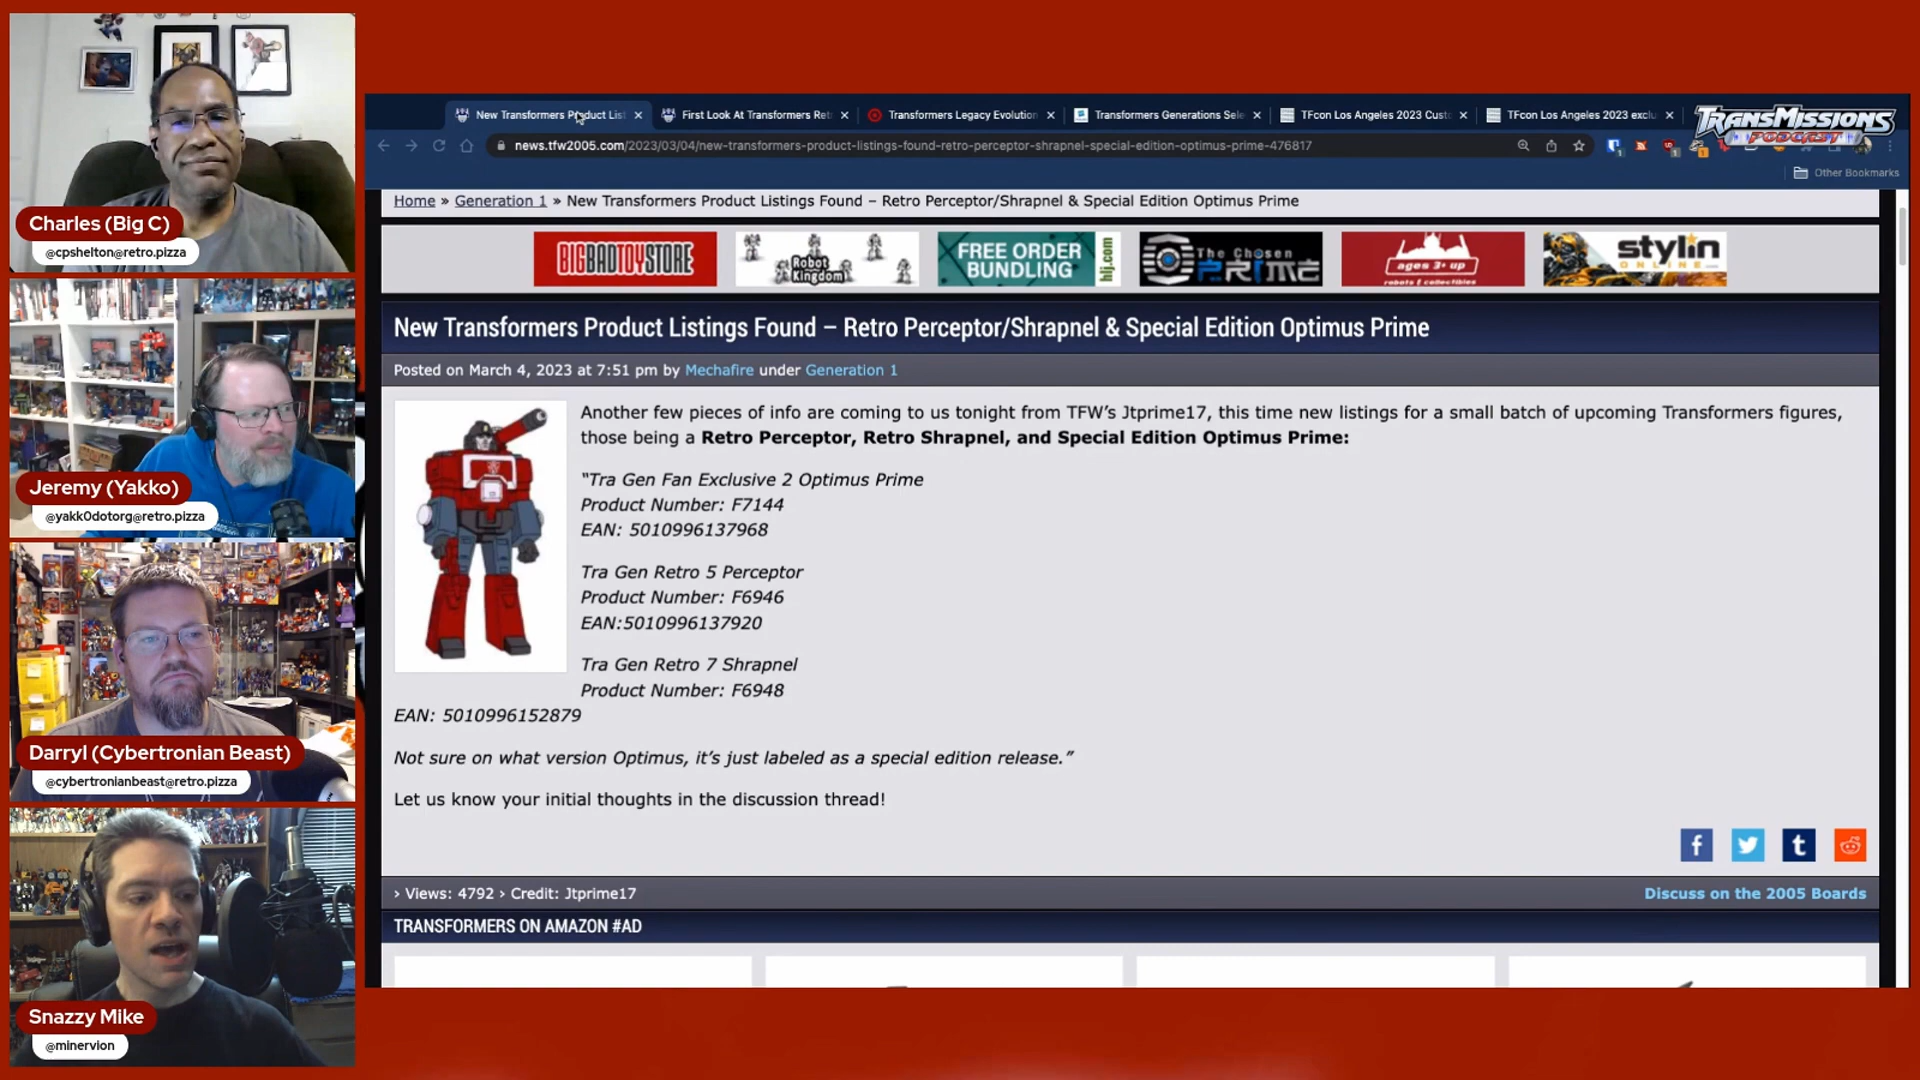 Charles (Big C)
@cpshelton@retro.pizza
Jeremy (Yakko)
@yakk0dotorg@retro.pizza
Darryl (Cybertronian Beast)
@cybertronianbeast@retro.pizza
Snazzy Mike
@minervion
New Transformers Product List
First Look At Transformers Ret
Transformers Legacy Evolution
Transformers Generations Sele
TFcon Los Angeles 2023 Custo
TFcon Los Angeles 2023 exclu
TRANSMISSIONS
PODCAST
news.tfw2005.com/2023/03/04/new-transformers-product-listings-found-retro-perceptor-shrapnel-special-edition-optimus-prime-476817
Other Bookmarks
Home » Generation 1 » New Transformers Product Listings Found – Retro Perceptor/Shrapnel & Special Edition Optimus Prime
BIGBADTOYSTORE
Robot
Kingdom
FREE ORDER
BUNDLING
hlj.com
The Chosen
PRIME
ages 3+ up
robots & collectibles
stylin
ONLINE.com
New Transformers Product Listings Found – Retro Perceptor/Shrapnel & Special Edition Optimus Prime
Posted on March 4, 2023 at 7:51 pm by Mechafire under Generation 1
Another few pieces of info are coming to us tonight from TFW's Jtprime17, this time new listings for a small batch of upcoming Transformers figures,
those being a Retro Perceptor, Retro Shrapnel, and Special Edition Optimus Prime:
"Tra Gen Fan Exclusive 2 Optimus Prime
Product Number: F7144
EAN: 5010996137968
Tra Gen Retro 5 Perceptor
Product Number: F6946
EAN:5010996137920
Tra Gen Retro 7 Shrapnel
Product Number: F6948
EAN: 5010996152879
Not sure on what version Optimus, it's just labeled as a special edition release."
Let us know your initial thoughts in the discussion thread!
› Views: 4792 › Credit: Jtprime17
Discuss on the 2005 Boards
TRANSFORMERS ON AMAZON #AD